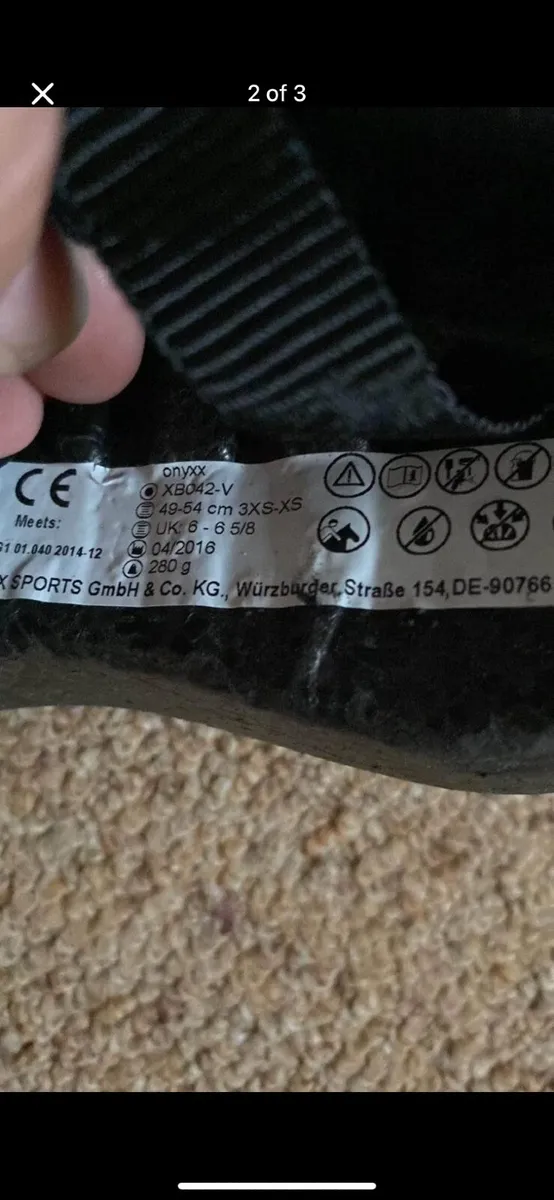 2 of 3
CE
Meets:
01.040 2014-12
onyxx
XB042-V
49-54 cm 3XS-XS
UK: 6 - 6 5/8
04/2016
280 g
X SPORTS GmbH & Co. KG., Würzburger Straße 154, DE-90766